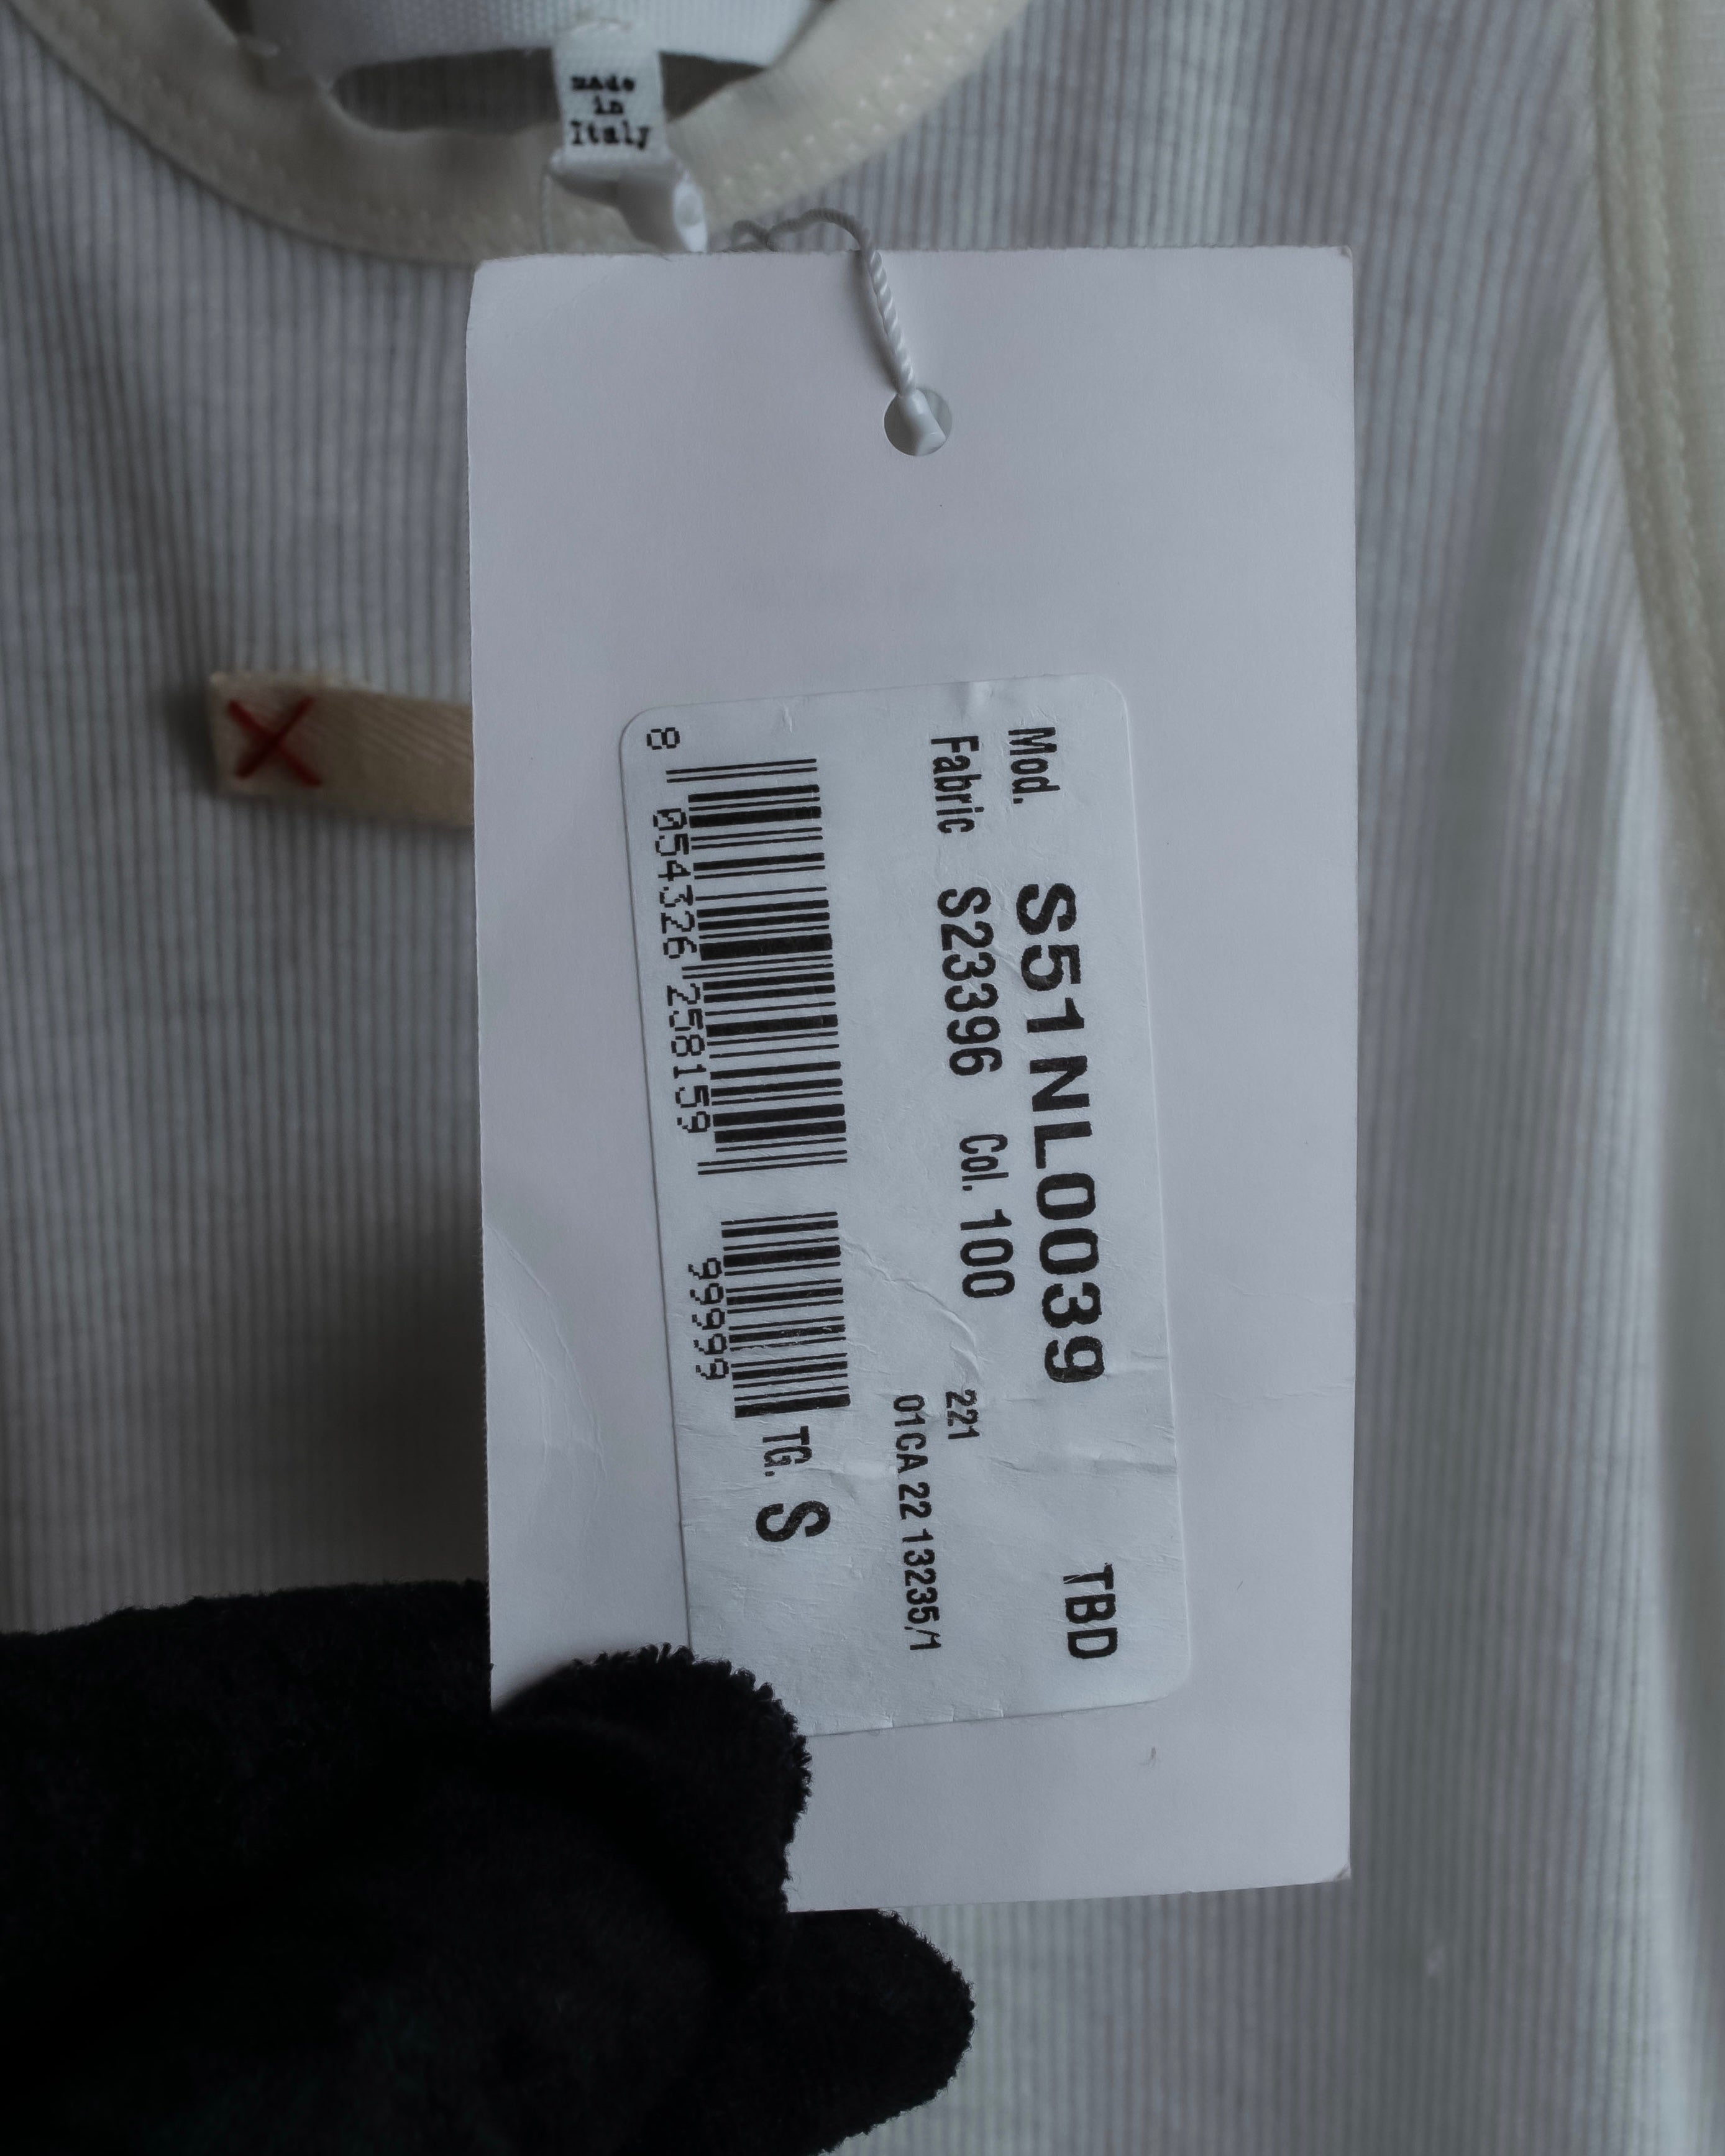 made
in
Italy
Mod. S51NL0039 TBD
Fabric S23396 Col. 100
221
01CA 22 13235/1
8 054326 258159
99999
TG. S